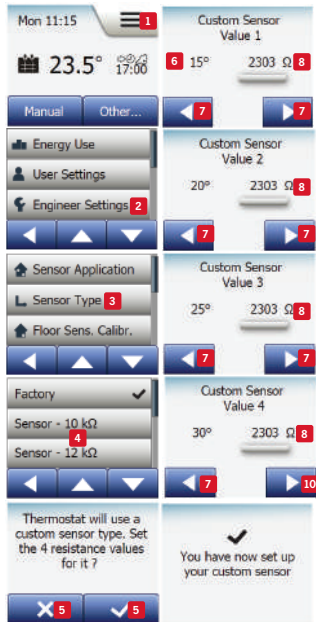 Mon 11:15
1
23.5°
17:00
Manual
Other...
Energy Use
User Settings
Engineer Settings 2
Sensor Application
Sensor Type 3
Floor Sens. Calibr.
Factory
Sensor - 10 kΩ
4
Sensor - 12 kΩ
Thermostat will use a
custom sensor type. Set
the 4 resistance values
for it ?
5
5
Custom Sensor
Value 1
6 15° 2303 Ω 8
7
7
Custom Sensor
Value 2
20° 2303 Ω 8
7
7
Custom Sensor
Value 3
25° 2303 Ω 8
7
7
Custom Sensor
Value 4
30° 2303 Ω 8
7
10
You have now set up
your custom sensor